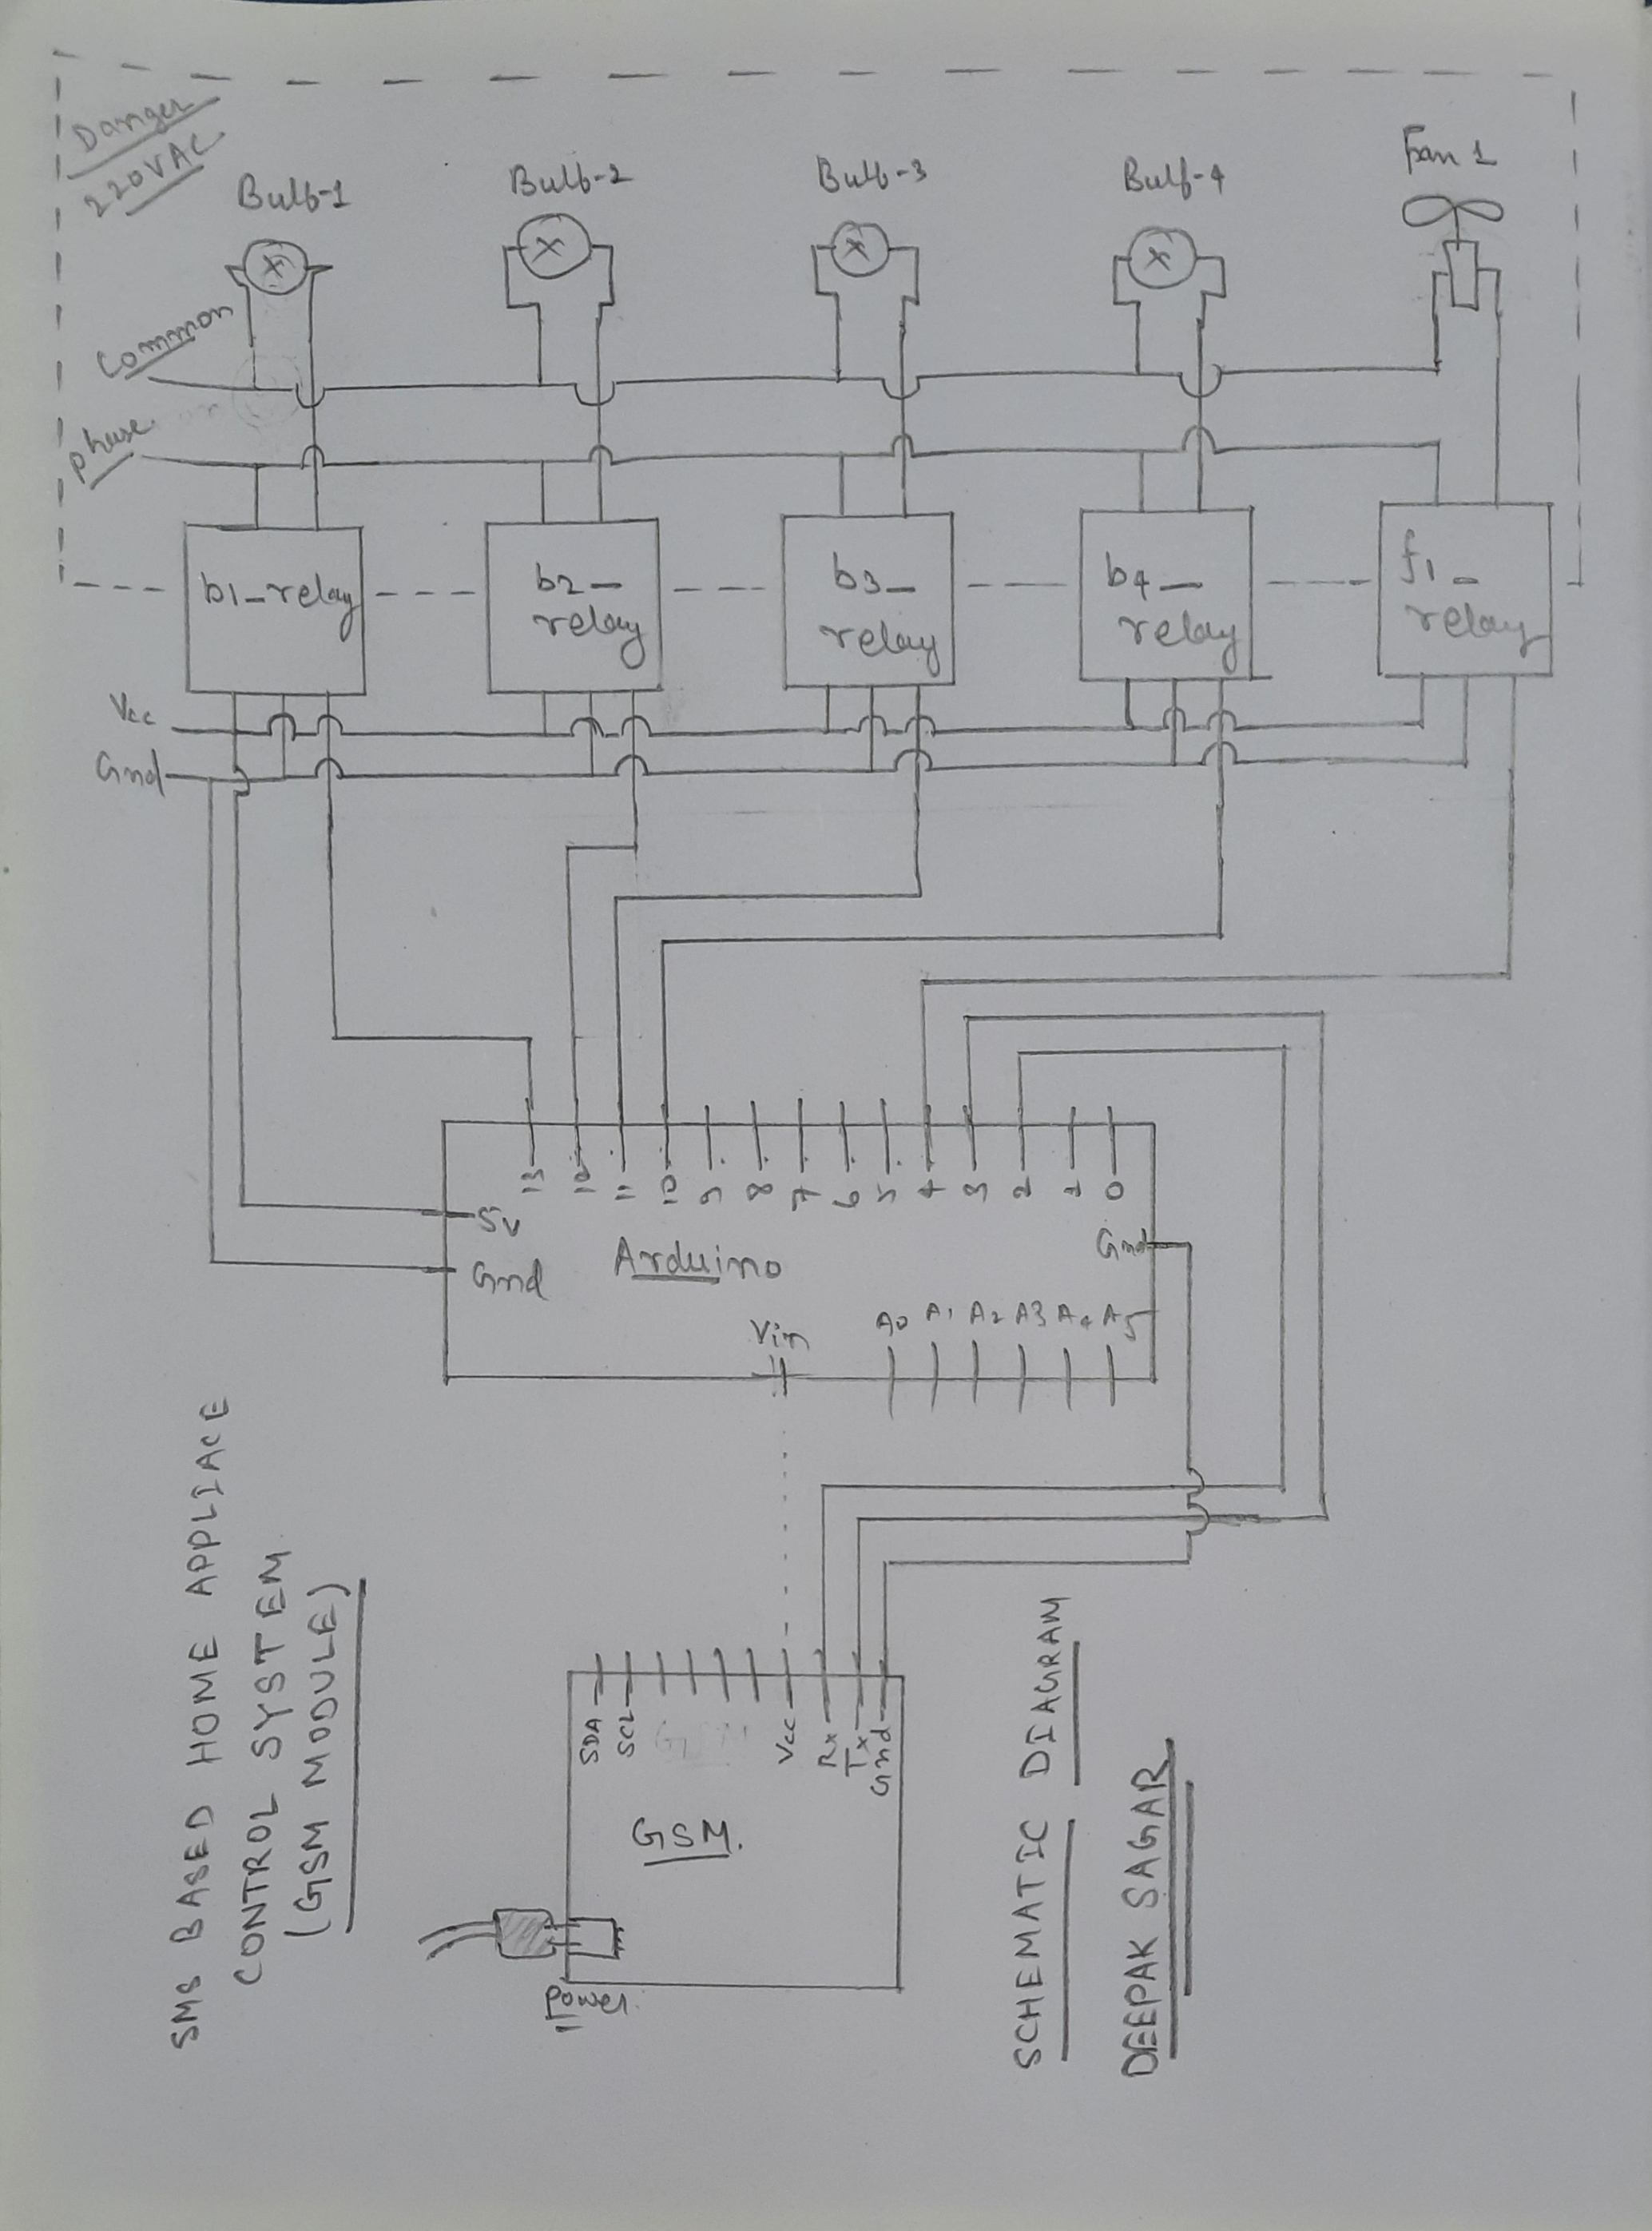 Danger
220VAC
Bulb-1
Bulb-2
Bulb-3
Bulb-4
Fan 1
Common
Phase
b1_relay
b2_
relay
b3_
relay
b4_
relay
f1_
relay
Vcc
Gnd
13 12 11 10 9 8 7 6 5 4 3 2 1 0
5v
Gnd
Arduino
Gnd
Vin
A0 A1 A2 A3 A4 A5
SMS BASED HOME APPLIACE
CONTROL SYSTEM
(GSM MODULE)
SDA
SCL
Vcc
Rx
Tx
Gnd
GSM.
Power
SCHEMATIC DIAGRAM
DEEPAK SAGAR